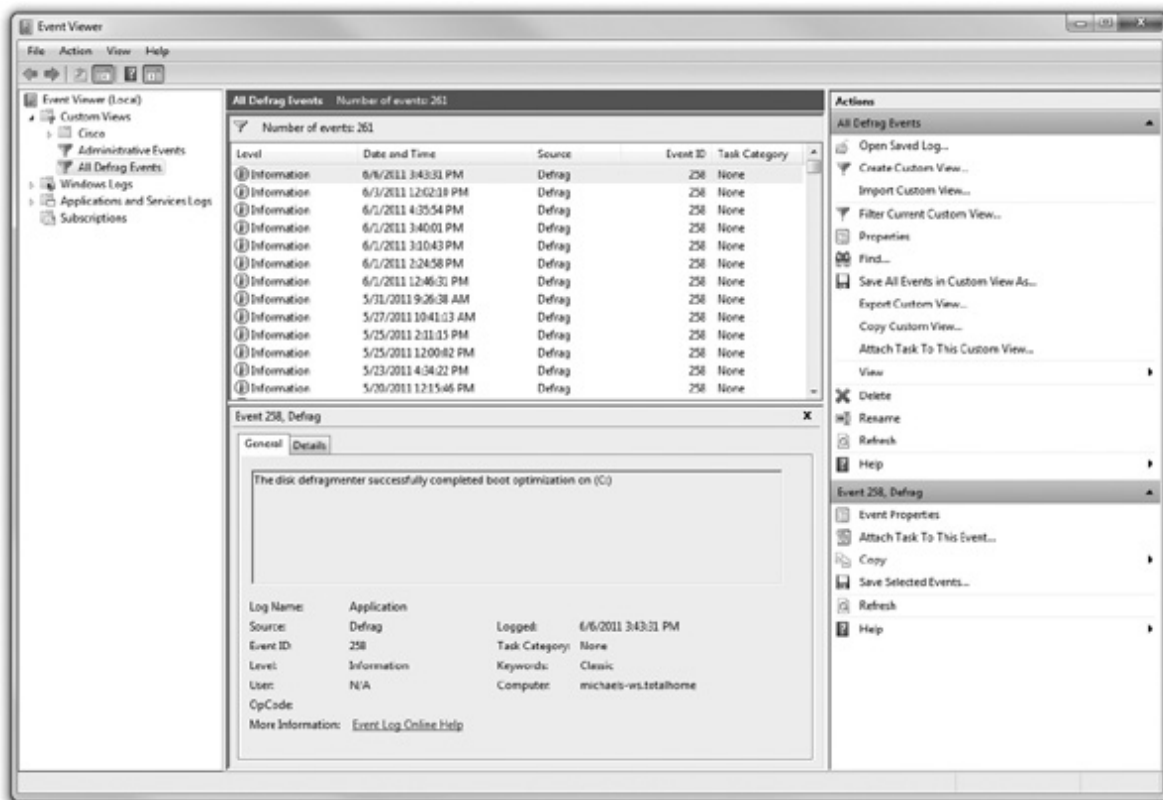 Event Viewer
File Action View Help
Event Viewer (Local)
Custom Views
Cisco
Administrative Events
All Defrag Events
Windows Logs
Applications and Services Logs
Subscriptions
All Defrag Events Number of events: 261
Number of events: 261
Level Date and Time Source Event ID Task Category
Information 6/6/2011 3:43:31 PM Defrag 258 None
Information 6/3/2011 12:02:10 PM Defrag 258 None
Information 6/1/2011 4:35:54 PM Defrag 258 None
Information 6/1/2011 3:40:01 PM Defrag 258 None
Information 6/1/2011 3:10:43 PM Defrag 258 None
Information 6/1/2011 2:24:58 PM Defrag 258 None
Information 6/1/2011 12:46:31 PM Defrag 258 None
Information 5/31/2011 9:26:38 AM Defrag 258 None
Information 5/27/2011 10:41:13 AM Defrag 258 None
Information 5/25/2011 2:11:15 PM Defrag 258 None
Information 5/25/2011 12:00:02 PM Defrag 258 None
Information 5/23/2011 4:34:22 PM Defrag 258 None
Information 5/20/2011 12:15:46 PM Defrag 258 None
Event 258, Defrag
General Details
The disk defragmenter successfully completed boot optimization on (C:)
Log Name: Application
Source: Defrag Logged: 6/6/2011 3:43:31 PM
Event ID: 258 Task Category: None
Level: Information Keywords: Classic
User: N/A Computer: michaels-ws.totalhome
OpCode:
More Information: Event Log Online Help
Actions
All Defrag Events
Open Saved Log...
Create Custom View...
Import Custom View...
Filter Current Custom View...
Properties
Find...
Save All Events in Custom View As...
Export Custom View...
Copy Custom View...
Attach Task To This Custom View...
View
Delete
Rename
Refresh
Help
Event 258, Defrag
Event Properties
Attach Task To This Event...
Copy
Save Selected Events...
Refresh
Help